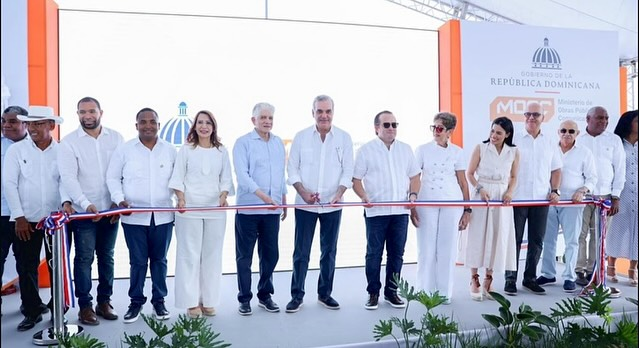 GOBIERNO DE LA
REPÚBLICA DOMINICANA
MOPC
Ministerio de
Obras Públicas